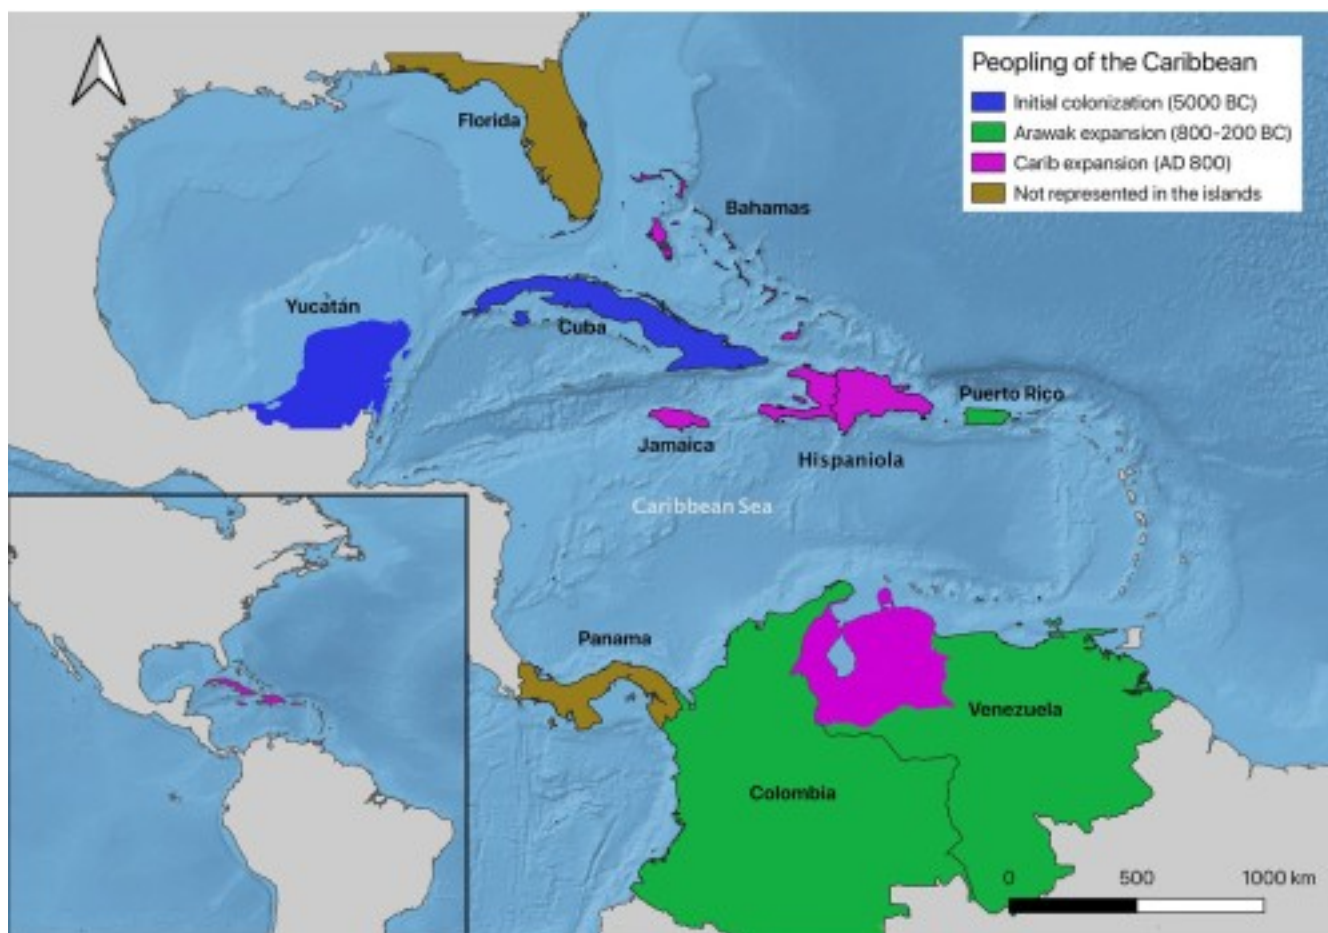 Peopling of the Caribbean
Initial colonization (5000 BC)
Arawak expansion (800-200 BC)
Carib expansion (AD 800)
Not represented in the islands
Florida
Bahamas
Yucatán
Cuba
Puerto Rico
Jamaica
Hispaniola
Caribbean Sea
Panama
Venezuela
Colombia
0 500 1000 km